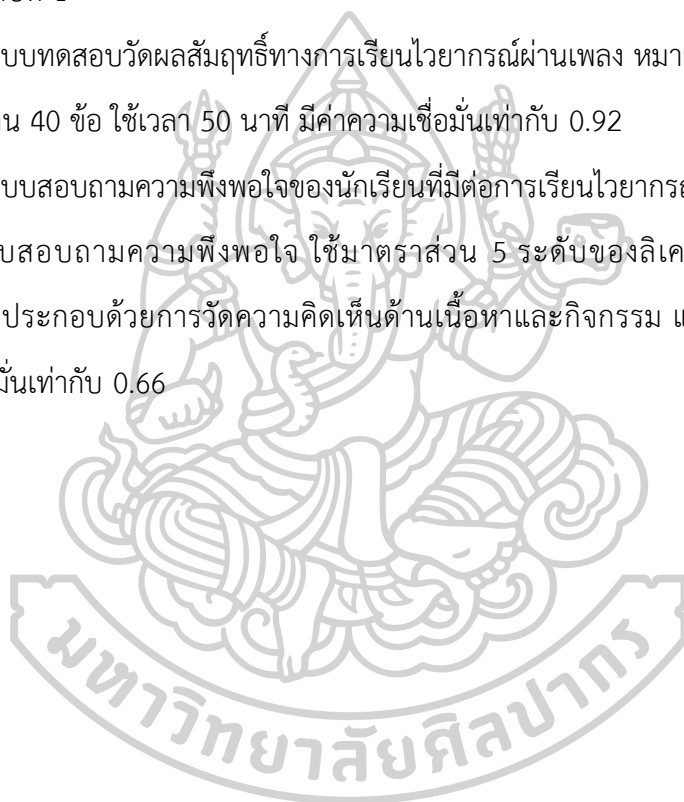 บบทดสอบวัดผลสัมฤทธิ์ทางการเรียนไวยากรณ์ผ่านเพลง หมา
น 40 ข้อ ใช้เวลา 50 นาที มีค่าความเชื่อมั่นเท่ากับ 0.92
บบสอบถามความพึงพอใจของนักเรียนที่มีต่อการเรียนไวยากรณ
บสอบถามความพึงพอใจ ใช้มาตราส่วน 5 ระดับของลิเค
ประกอบด้วยการวัดความคิดเห็นด้านเนื้อหาและกิจกรรม แ
มั่นเท่ากับ 0.66
มหาวิทยาลัยศิลปากร